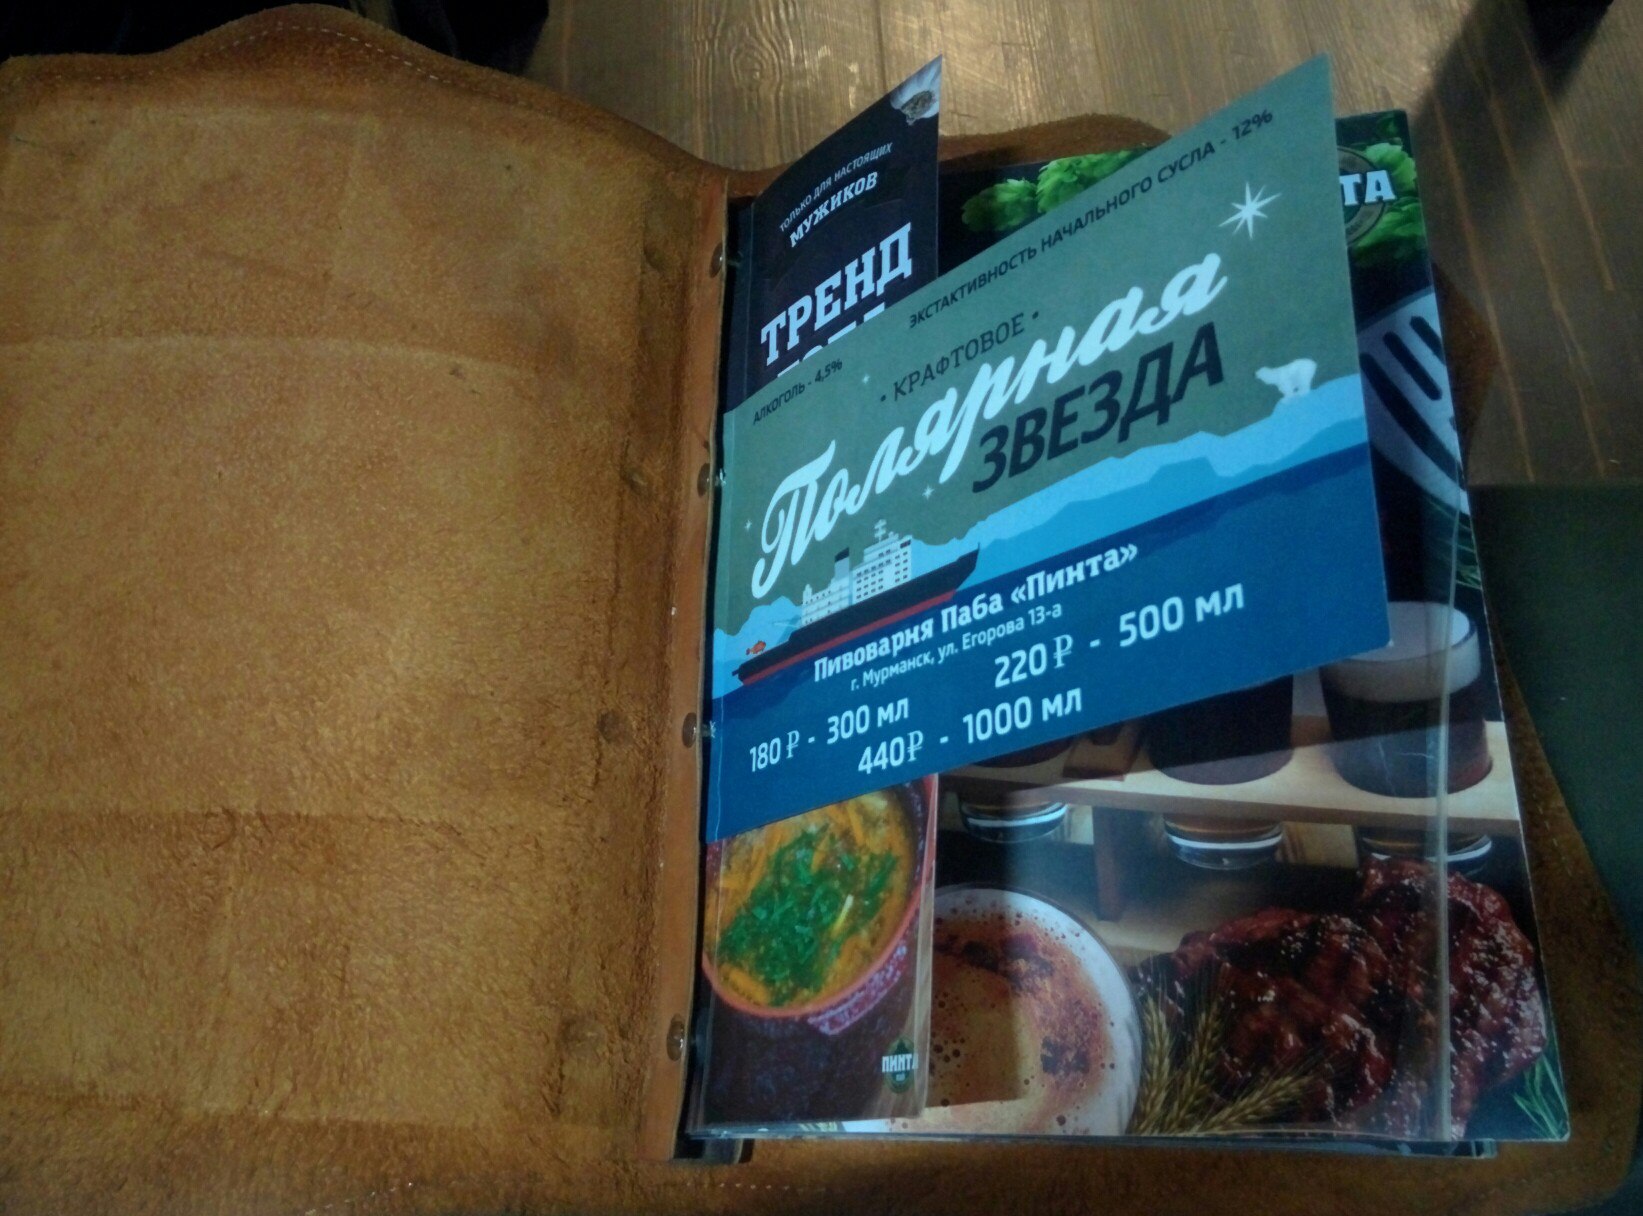 ТОЛЬКО ДЛЯ НАСТОЯЩИХ
МУЖИКОВ
ТРЕНД
ТА
АЛКОГОЛЬ - 4,5%
ЭКСТАКТИВНОСТЬ НАЧАЛЬНОГО СУСЛА - 12%
• КРАФТОВОЕ •
Полярная
ЗВЕЗДА
Пивоварня Паба «Пинта»
г. Мурманск, ул. Егорова 13-а
180 ₽ - 300 мл
220 ₽ - 500 мл
440₽ - 1000 мл
ПИНТА